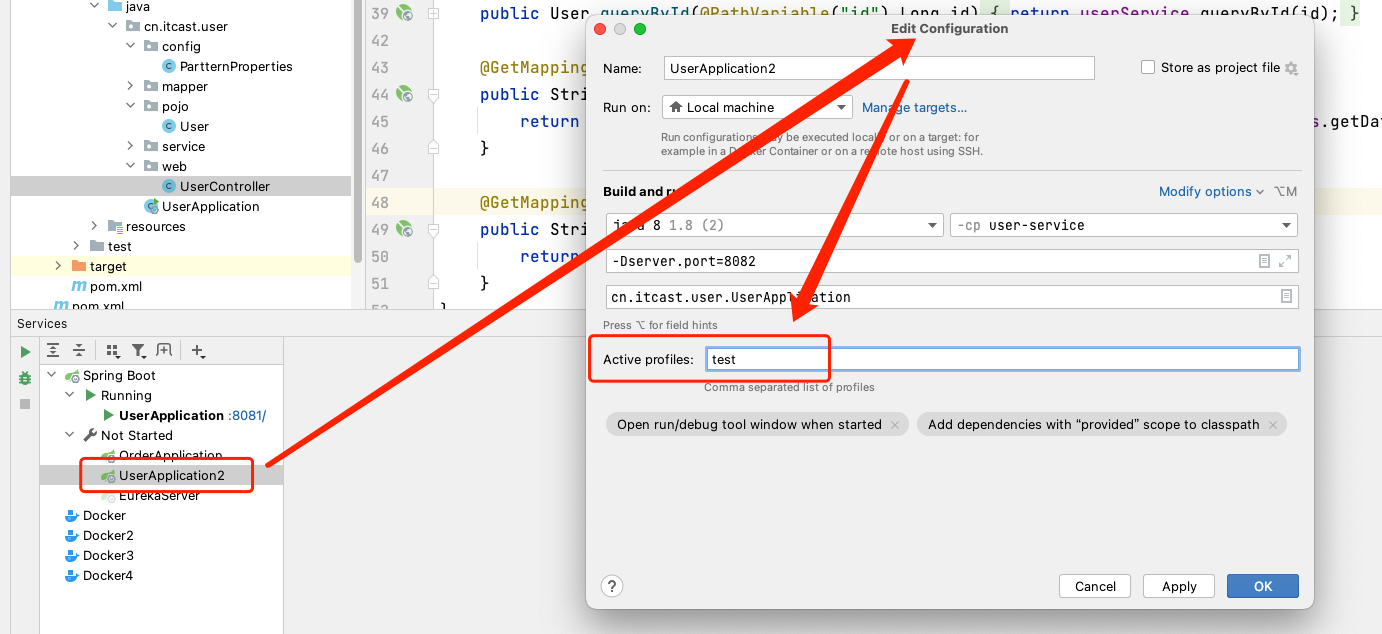 java
cn.itcast.user
config
PartternProperties
mapper
pojo
User
service
web
UserController
UserApplication
resources
test
target
pom.xml
pom.xml
39 public User queryById(@PathVariable("id") Long id) { return userService.queryById(id); }
42
43 @GetMapping
44 public Stri
45 return s.getDat
46 }
47
48 @GetMapping
49 public Stri
50 return
51 }
52 }
Edit Configuration
Name: UserApplication2
Store as project file
Run on: Local machine Manage targets...
Run configurations may be executed locally or on a target: for
example in a Docker Container or on a remote host using SSH.
Build and run
Modify options ⌥M
java 8 1.8 (2) -cp user-service
-Dserver.port=8082
cn.itcast.user.UserApplication
Press ⌥ for field hints
Active profiles: test
Comma separated list of profiles
Open run/debug tool window when started ×
Add dependencies with “provided” scope to classpath ×
? Cancel Apply OK
Services
Spring Boot
Running
UserApplication :8081/
Not Started
OrderApplication
UserApplication2
EurekaServer
Docker
Docker2
Docker3
Docker4